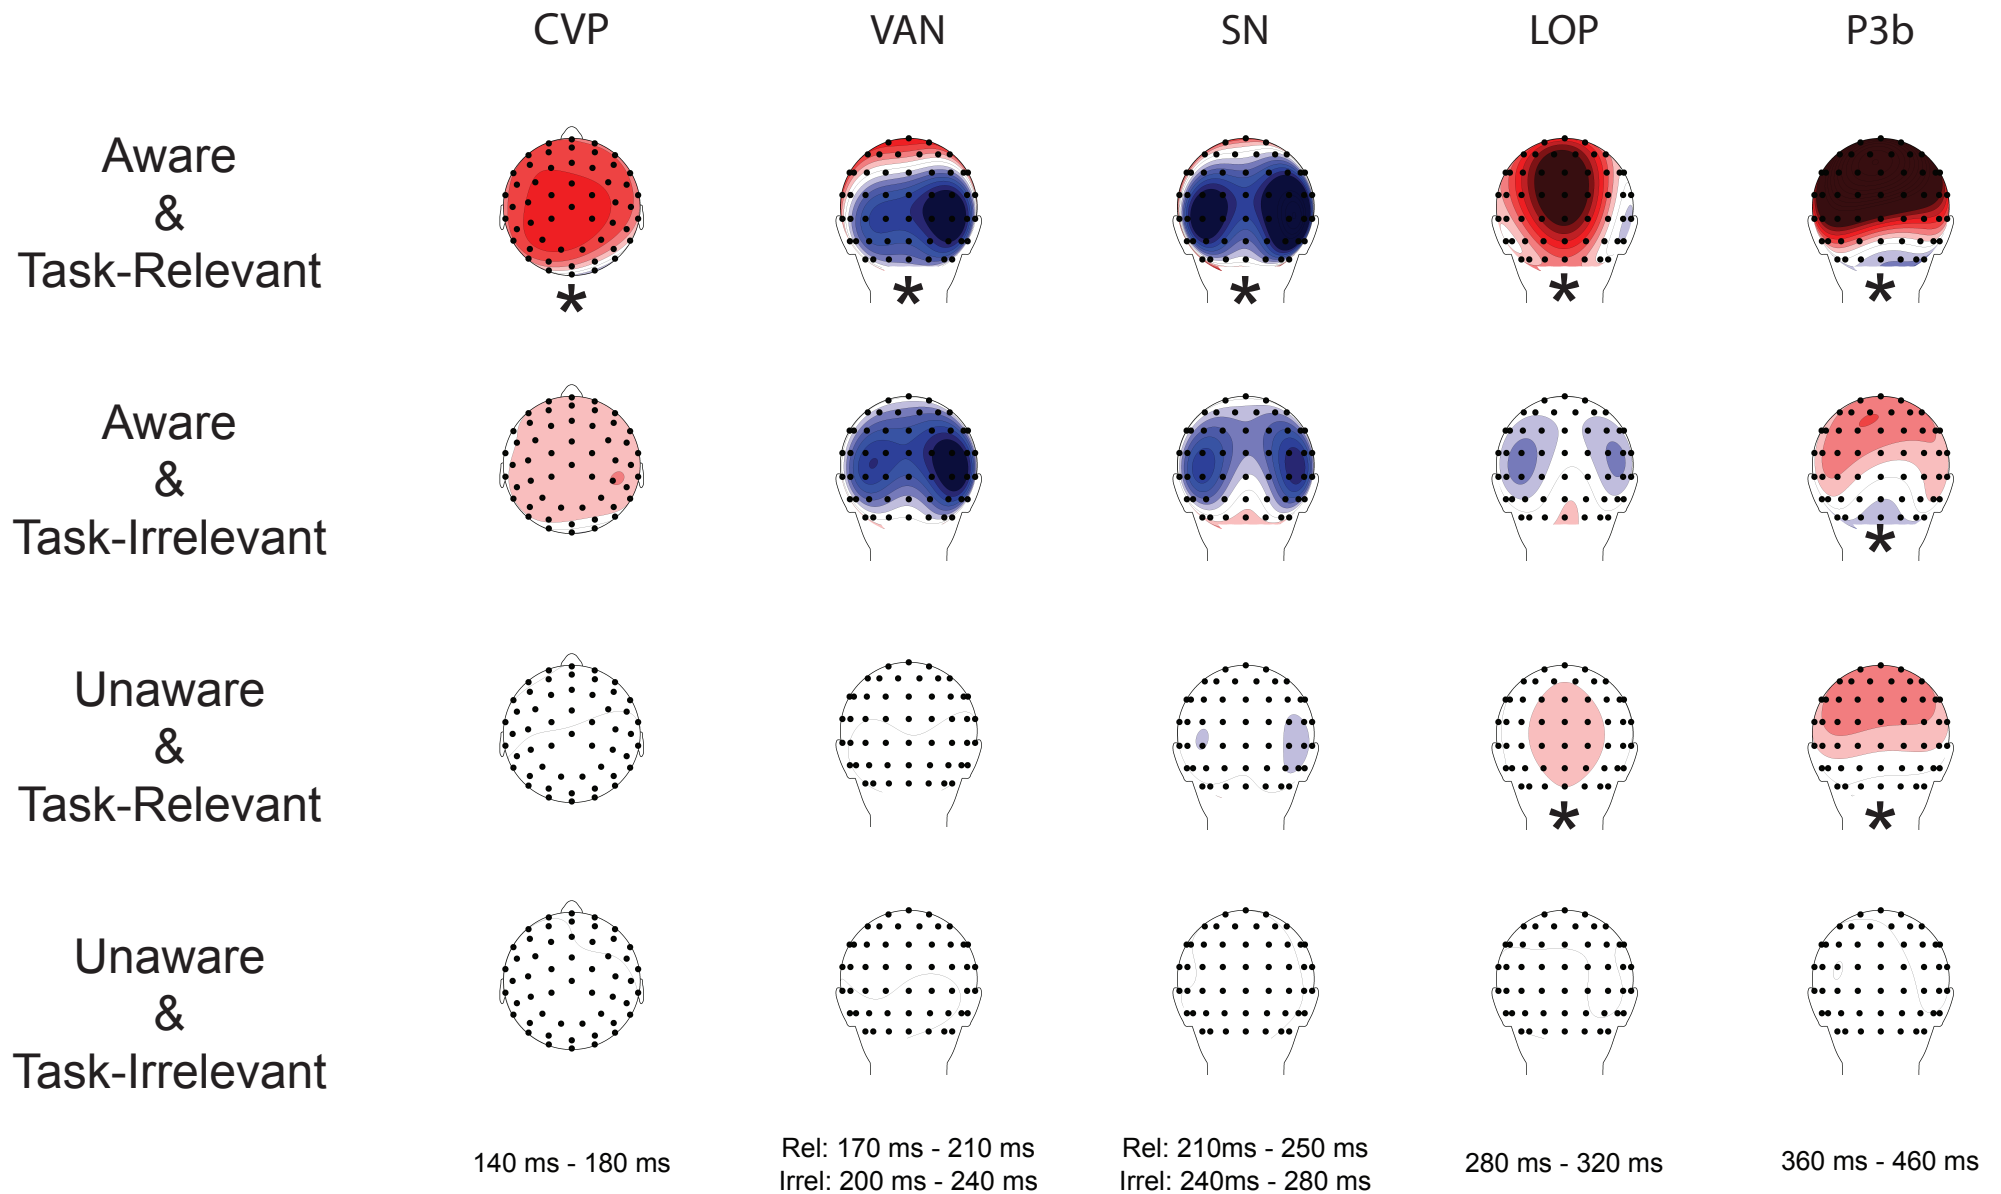 CVP VAN SN LOP P3b
Aware
&
Task-Relevant
* * * * *
Aware
&
Task-Irrelevant
*
Unaware
&
Task-Relevant
* *
Unaware
&
Task-Irrelevant
140 ms - 180 ms
Rel: 170 ms - 210 ms
Irrel: 200 ms - 240 ms
Rel: 210ms - 250 ms
Irrel: 240ms - 280 ms
280 ms - 320 ms
360 ms - 460 ms